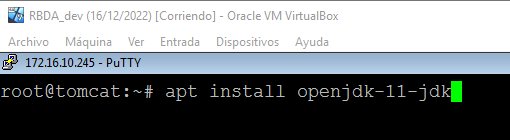 RBDA_dev (16/12/2022) [Corriendo] - Oracle VM VirtualBox
Archivo Máquina Ver Entrada Dispositivos Ayuda
172.16.10.245 - PuTTY
root@tomcat:~# apt install openjdk-11-jdk